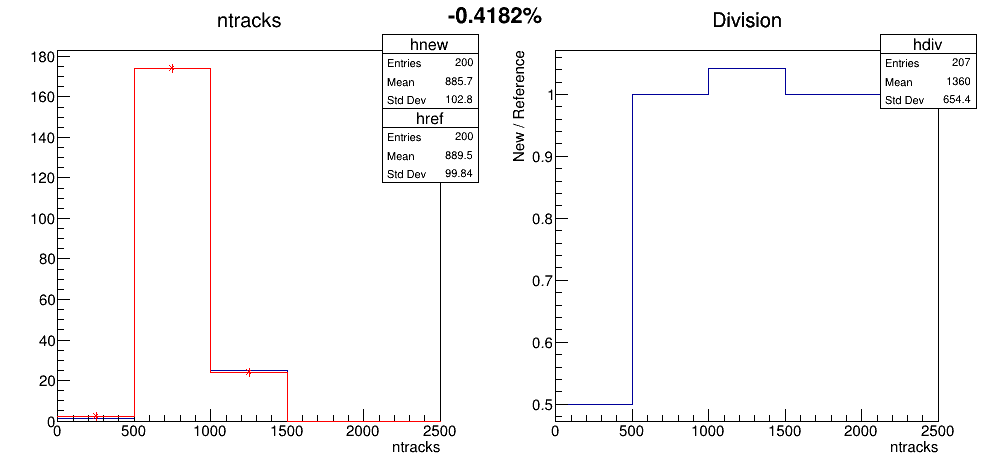 -0.4182%
ntracks
hnew
Entries 200
Mean 885.7
Std Dev 102.8
href
Entries 200
Mean 889.5
Std Dev 99.84
180
160
140
120
100
80
60
40
20
0
0 500 1000 1500 2000 2500
ntracks
Division
hdiv
Entries 207
Mean 1360
Std Dev 654.4
New / Reference
1
0.9
0.8
0.7
0.6
0.5
0 500 1000 1500 2000 2500
ntracks